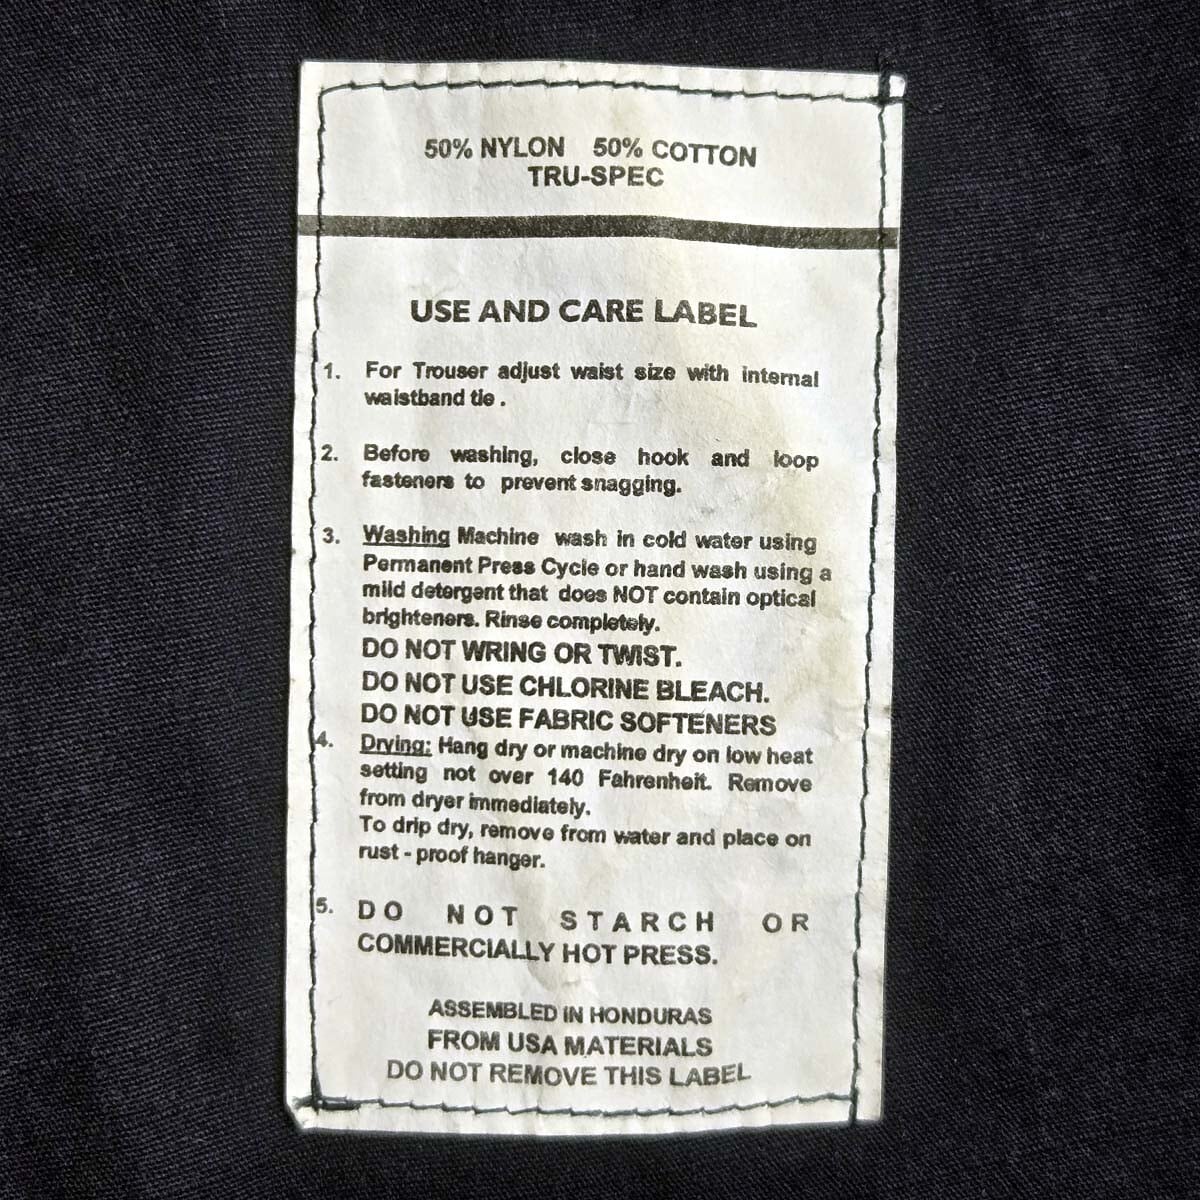 50% NYLON 50% COTTON
TRU-SPEC
USE AND CARE LABEL
1. For Trouser adjust waist size with internal
waistband tie .
2. Before washing, close hook and loop
fasteners to prevent snagging.
3. Washing Machine wash in cold water using
Permanent Press Cycle or hand wash using a
mild detergent that does NOT contain optical
brighteners. Rinse completely.
DO NOT WRING OR TWIST.
DO NOT USE CHLORINE BLEACH.
DO NOT USE FABRIC SOFTENERS
4. Drying: Hang dry or machine dry on low heat
setting not over 140 Fahrenheit. Remove
from dryer immediately.
To drip dry, remove from water and place on
rust - proof hanger.
5. DO NOT STARCH OR
COMMERCIALLY HOT PRESS.
ASSEMBLED IN HONDURAS
FROM USA MATERIALS
DO NOT REMOVE THIS LABEL